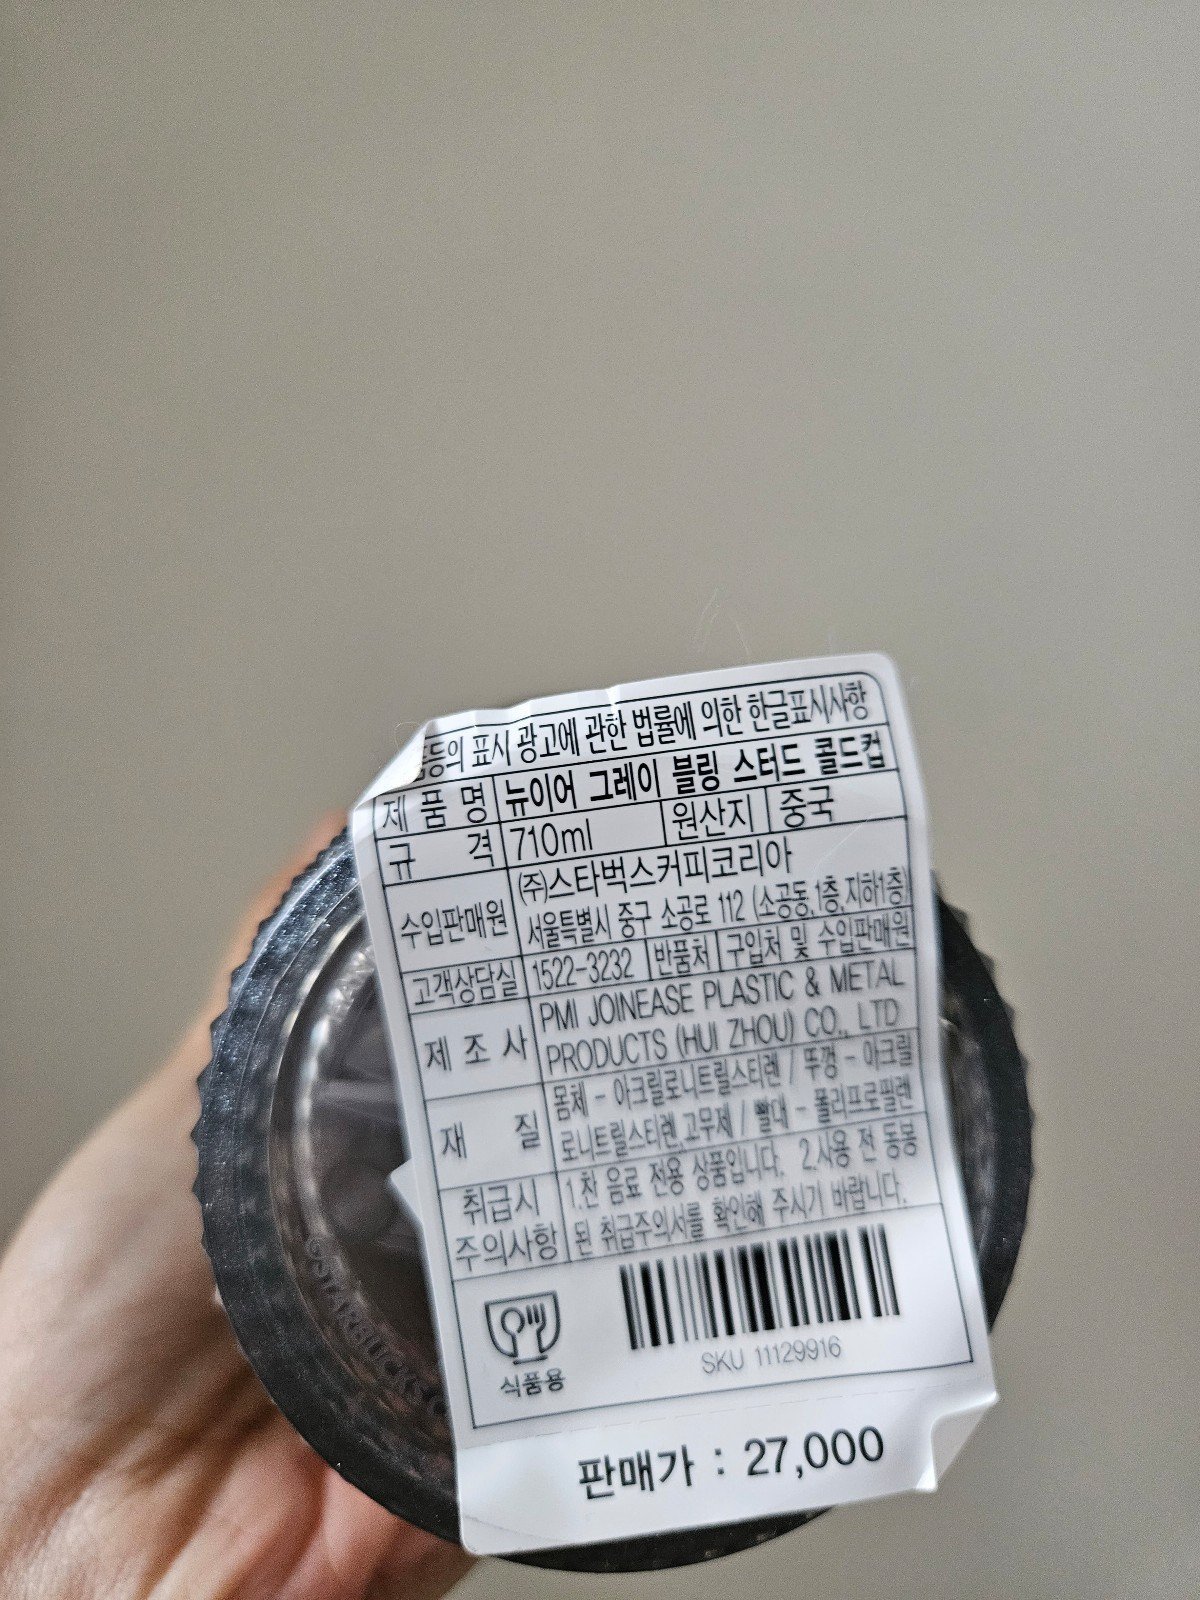 품등의 표시 광고에 관한 법률에 의한 한글표시사항
제 품 명 뉴이어 그레이 블링 스터드 콜드컵
규 격 710ml 원산지 중국
수입판매원 (주)스타벅스커피코리아
서울특별시 중구 소공로 112 (소공동,1층,지하1층)
고객상담실 1522-3232 반품처 구입처 및 수입판매원
제 조 사 PMI JOINEASE PLASTIC & METAL
PRODUCTS (HUI ZHOU) CO., LTD
재 질 몸체 - 아크릴로니트릴스티렌 / 뚜껑 - 아크릴
로니트릴스티렌,고무제 / 빨대 - 폴리프로필렌
취급시 주의사항 1.찬 음료 전용 상품입니다. 2.사용 전 동봉
된 취급주의서를 확인해 주시기 바랍니다.
식품용
SKU 11129916
판매가 : 27,000
STARBUCKS